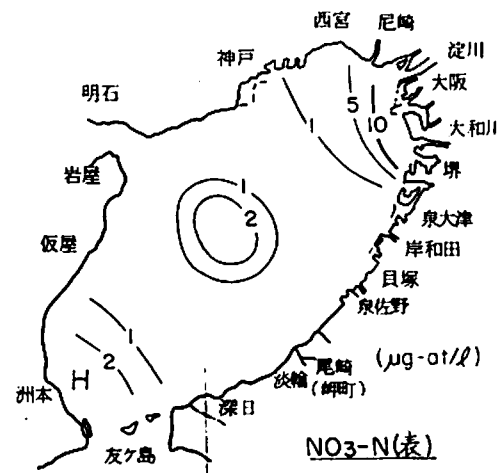 西宮
尼崎
淀川
神戸
大阪
明石
5
10
1
大和川
岩屋
堺
1
2
泉大津
仮屋
岸和田
貝塚
泉佐野
1
2
H
尾崎
(岬町)
(μg-at/l)
淡輪
洲本
深日
友ケ島
NO3-N(表)